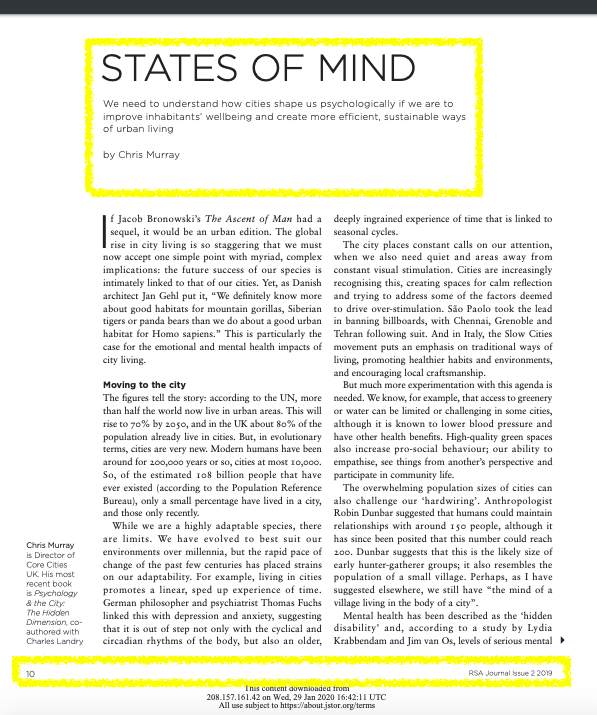 STATES OF MIND
We need to understand how cities shape us psychologically if we are to
improve inhabitants' wellbeing and create more efficient, sustainable ways
of urban living
by Chris Murray
If Jacob Bronowski's The Ascent of Man had a
sequel, it would be an urban edition. The global
rise in city living is so staggering that we must
now accept one simple point with myriad, complex
implications: the future success of our species is
intimately linked to that of our cities. Yet, as Danish
architect Jan Gehl put it, “We definitely know more
about good habitats for mountain gorillas, Siberian
tigers or panda bears than we do about a good urban
habitat for Homo sapiens.” This is particularly the
case for the emotional and mental health impacts of
city living.
Moving to the city
The figures tell the story: according to the UN, more
than half the world now live in urban areas. This will
rise to 70% by 2050, and in the UK about 80% of the
population already live in cities. But, in evolutionary
terms, cities are very new. Modern humans have been
around for 200,000 years or so, cities at most 10,000.
So, of the estimated 108 billion people that have
ever existed (according to the Population Reference
Bureau), only a small percentage have lived in a city,
and those only recently.
While we are a highly adaptable species, there
are limits. We have evolved to best suit our
environments over millennia, but the rapid pace of
change of the past few centuries has placed strains
on our adaptability. For example, living in cities
promotes a linear, sped up experience of time.
German philosopher and psychiatrist Thomas Fuchs
linked this with depression and anxiety, suggesting
that it is out of step not only with the cyclical and
circadian rhythms of the body, but also an older,
deeply ingrained experience of time that is linked to
seasonal cycles.
The city places constant calls on our attention,
when we also need quiet and areas away from
constant visual stimulation. Cities are increasingly
recognising this, creating spaces for calm reflection
and trying to address some of the factors deemed
to drive over-stimulation. São Paolo took the lead
in banning billboards, with Chennai, Grenoble and
Tehran following suit. And in Italy, the Slow Cities
movement puts an emphasis on traditional ways of
living, promoting healthier habits and environments,
and encouraging local craftsmanship.
But much more experimentation with this agenda is
needed. We know, for example, that access to greenery
or water can be limited or challenging in some cities,
although it is known to lower blood pressure and
have other health benefits. High-quality green spaces
also increase pro-social behaviour; our ability to
empathise, see things from another's perspective and
participate in community life.
The overwhelming population sizes of cities can
also challenge our ‘hardwiring’. Anthropologist
Robin Dunbar suggested that humans could maintain
relationships with around 150 people, although it
has since been posited that this number could reach
200. Dunbar suggests that this is the likely size of
early hunter-gatherer groups; it also resembles the
population of a small village. Perhaps, as I have
suggested elsewhere, we still have “the mind of a
village living in the body of a city”.
Mental health has been described as the ‘hidden
disability’ and, according to a study by Lydia
Krabbendam and Jim van Os, levels of serious mental
Chris Murray
is Director of
Core Cities
UK. His most
recent book
is Psychology
& the City:
The Hidden
Dimension, co-
authored with
Charles Landry
10
RSA Journal Issue 2 2019
This content downloaded from
208.157.161.42 on Wed, 29 Jan 2020 16:42:11 UTC
All use subject to https://about.jstor.org/terms